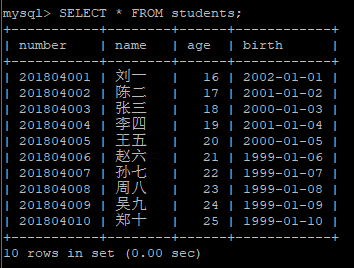 mysql> SELECT * FROM students;
+-----------+--------+------+------------+
| number    | name   | age  | birth      |
+-----------+--------+------+------------+
| 201804001 | 刘一   |   16 | 2002-01-01 |
| 201804002 | 陈二   |   17 | 2001-01-02 |
| 201804003 | 张三   |   18 | 2000-01-03 |
| 201804004 | 李四   |   19 | 2001-01-04 |
| 201804005 | 王五   |   20 | 2000-01-05 |
| 201804006 | 赵六   |   21 | 1999-01-06 |
| 201804007 | 孙七   |   22 | 1999-01-07 |
| 201804008 | 周八   |   23 | 1999-01-08 |
| 201804009 | 吴九   |   24 | 1999-01-09 |
| 201804010 | 郑十   |   25 | 1999-01-10 |
+-----------+--------+------+------------+
10 rows in set (0.00 sec)